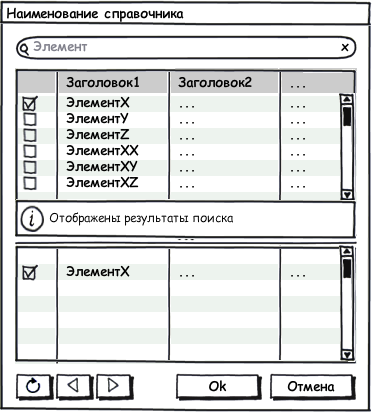 Наименование справочника
Элемент x
Заголовок1 Заголовок2 ...
ЭлементX ... ...
ЭлементY ... ...
ЭлементZ ... ...
ЭлементXX ... ...
ЭлементXY ... ...
ЭлементXZ ... ...
i Отображены результаты поиска
...
ЭлементX ... ...
Ok Отмена